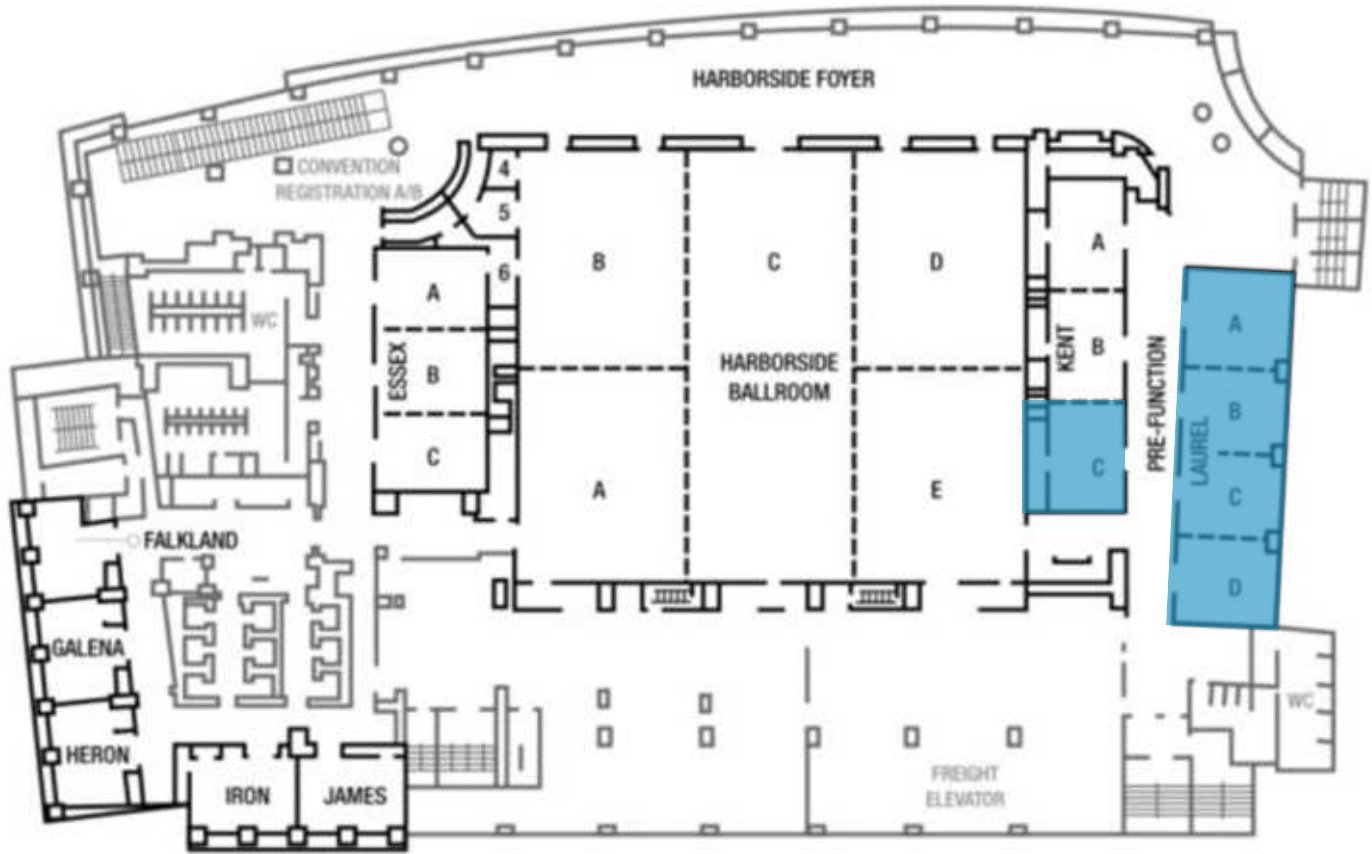 HARBORSIDE FOYER
CONVENTION
REGISTRATION A/B
4
5
6
B
C
D
A
A
WC
A
ESSEX
B
C
HARBORSIDE
BALLROOM
KENT
B
C
PRE-FUNCTION
LAUREL
B
C
D
A
E
FALKLAND
GALENA
HERON
IRON
JAMES
FREIGHT
ELEVATOR
WC